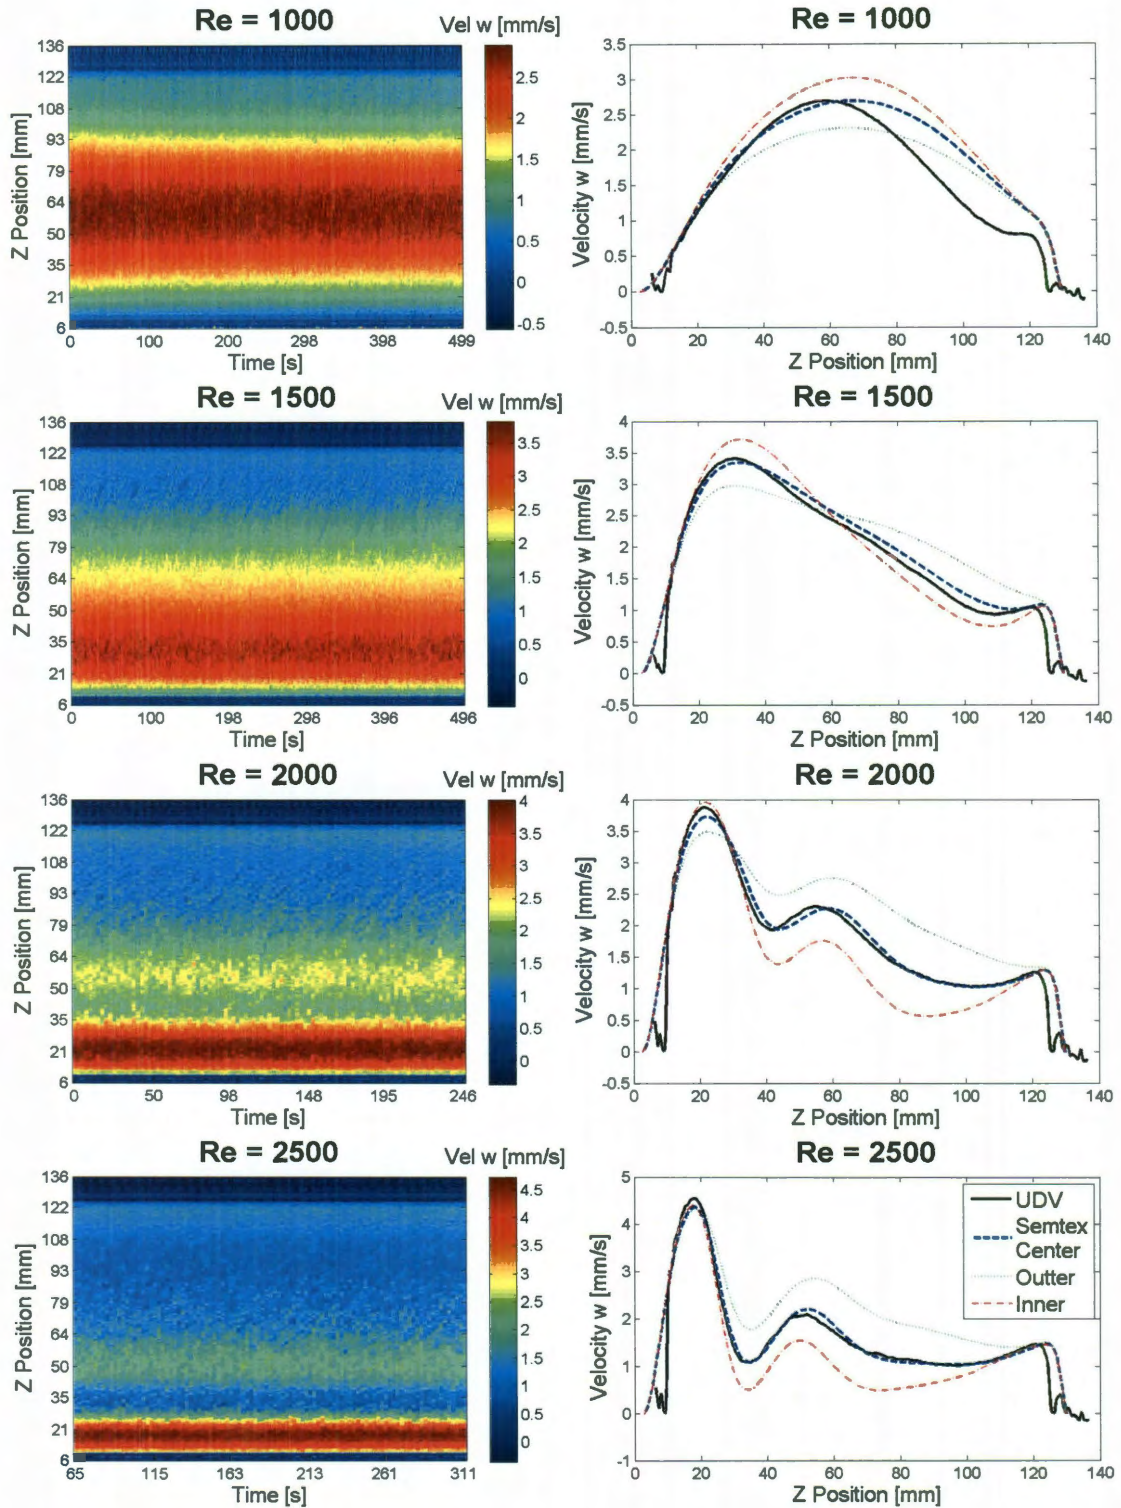 Re = 1000
Vel w [mm/s]
Re = 1000
136
122
108
93
79
64
50
35
21
6
Z Position [mm]
0 100 200 298 398 499
Time [s]
2.5
2
1.5
1
0.5
0
-0.5
3.5
3
2.5
2
1.5
1
0.5
0
-0.5
Velocity w [mm/s]
0 20 40 60 80 100 120 140
Z Position [mm]
Re = 1500
Vel w [mm/s]
Re = 1500
136
122
108
93
79
64
50
35
21
6
Z Position [mm]
0 100 198 298 396 496
Time [s]
3.5
3
2.5
2
1.5
1
0.5
0
4
3.5
3
2.5
2
1.5
1
0.5
0
-0.5
Velocity w [mm/s]
0 20 40 60 80 100 120 140
Z Position [mm]
Re = 2000
Vel w [mm/s]
Re = 2000
136
122
108
93
79
64
50
35
21
6
Z Position [mm]
0 50 98 148 195 246
Time [s]
4
3.5
3
2.5
2
1.5
1
0.5
0
4
3.5
3
2.5
2
1.5
1
0.5
0
-0.5
Velocity w [mm/s]
0 20 40 60 80 100 120 140
Z Position [mm]
Re = 2500
Vel w [mm/s]
Re = 2500
136
122
108
93
79
64
50
35
21
6
Z Position [mm]
65 115 163 213 261 311
Time [s]
4.5
4
3.5
3
2.5
2
1.5
1
0.5
0
5
4
3
2
1
0
-1
Velocity w [mm/s]
UDV
Semtex
Center
Outter
Inner
0 20 40 60 80 100 120 140
Z Position [mm]